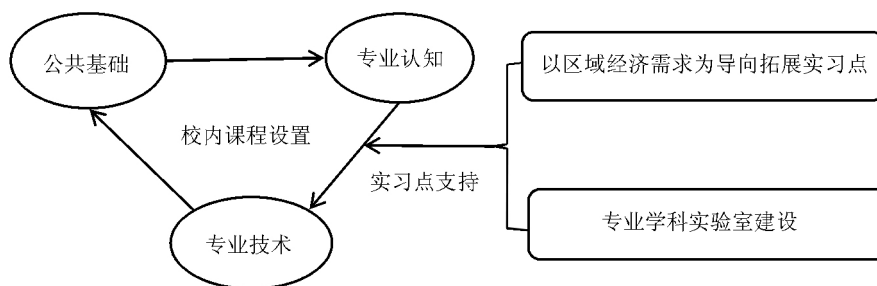 公共基础
专业认知
以区域经济需求为导向拓展实习点
校内课程设置
实习点支持
专业技术
专业学科实验室建设